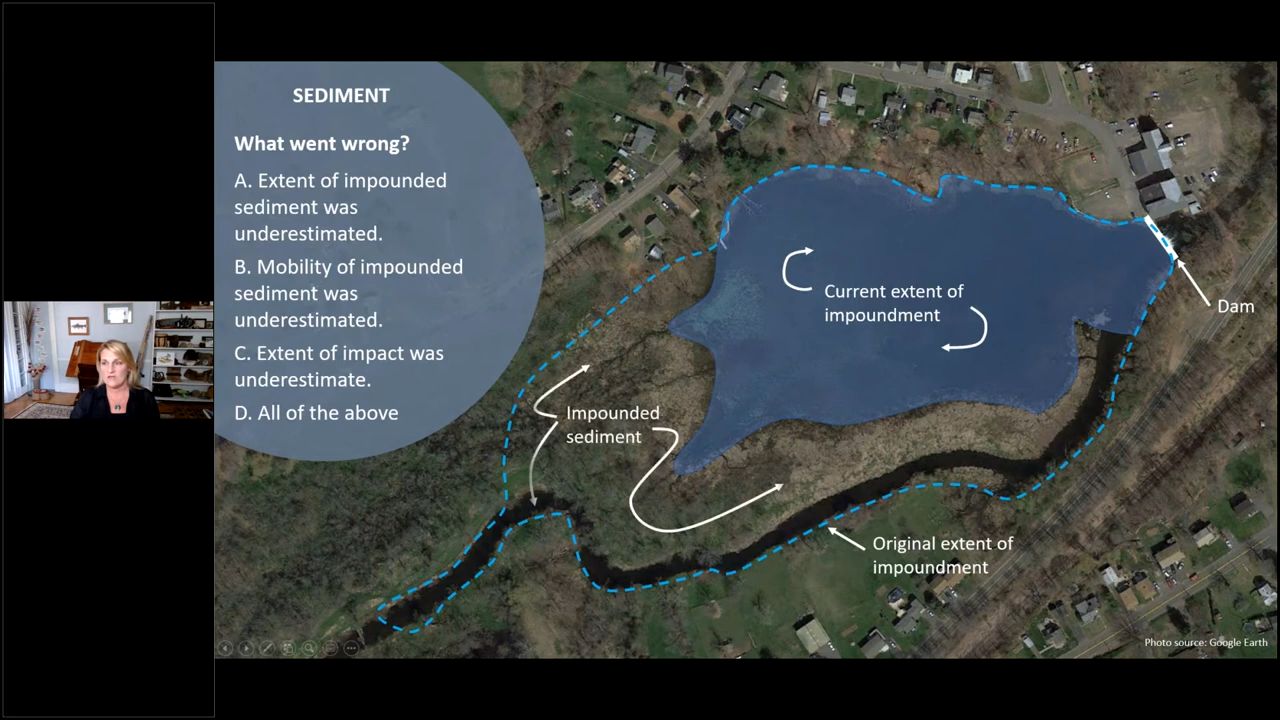 SEDIMENT
What went wrong?
A. Extent of impounded
sediment was
underestimated.
B. Mobility of impounded
sediment was
underestimated.
C. Extent of impact was
underestimate.
D. All of the above
Current extent of
impoundment
Dam
Impounded
sediment
Original extent of
impoundment
Photo source: Google Earth